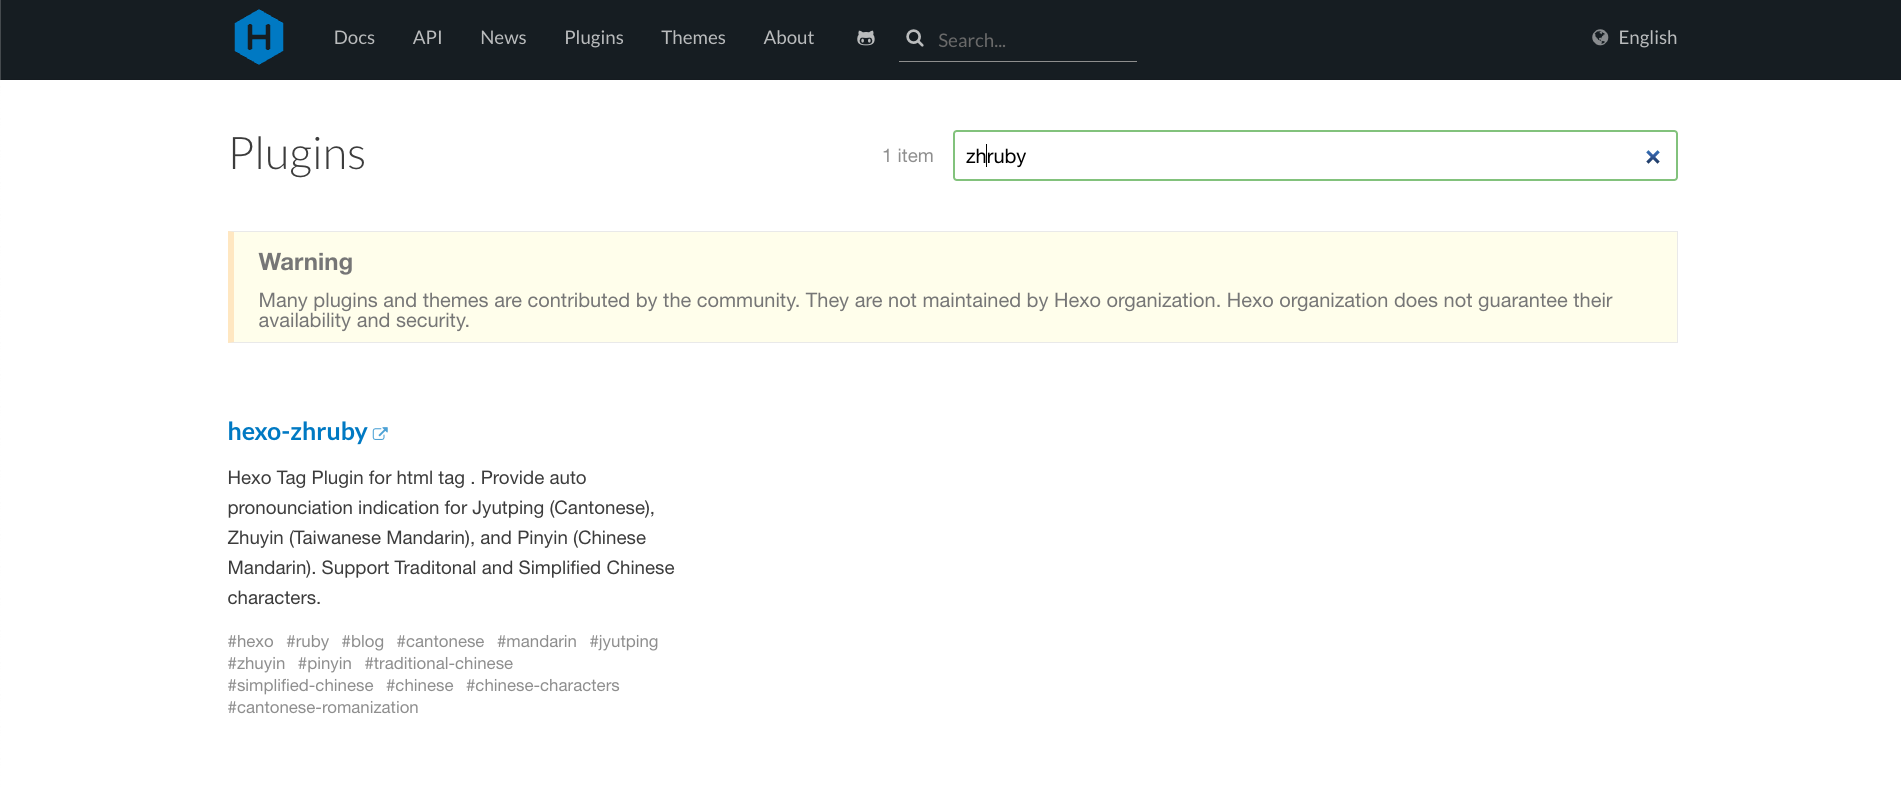 H Docs API News Plugins Themes About Search... English
Plugins 1 item zhruby
Warning
Many plugins and themes are contributed by the community. They are not maintained by Hexo organization. Hexo organization does not guarantee their
availability and security.
hexo-zhruby
Hexo Tag Plugin for html tag . Provide auto
pronounciation indication for Jyutping (Cantonese),
Zhuyin (Taiwanese Mandarin), and Pinyin (Chinese
Mandarin). Support Traditonal and Simplified Chinese
characters.
#hexo #ruby #blog #cantonese #mandarin #jyutping
#zhuyin #pinyin #traditional-chinese
#simplified-chinese #chinese #chinese-characters
#cantonese-romanization